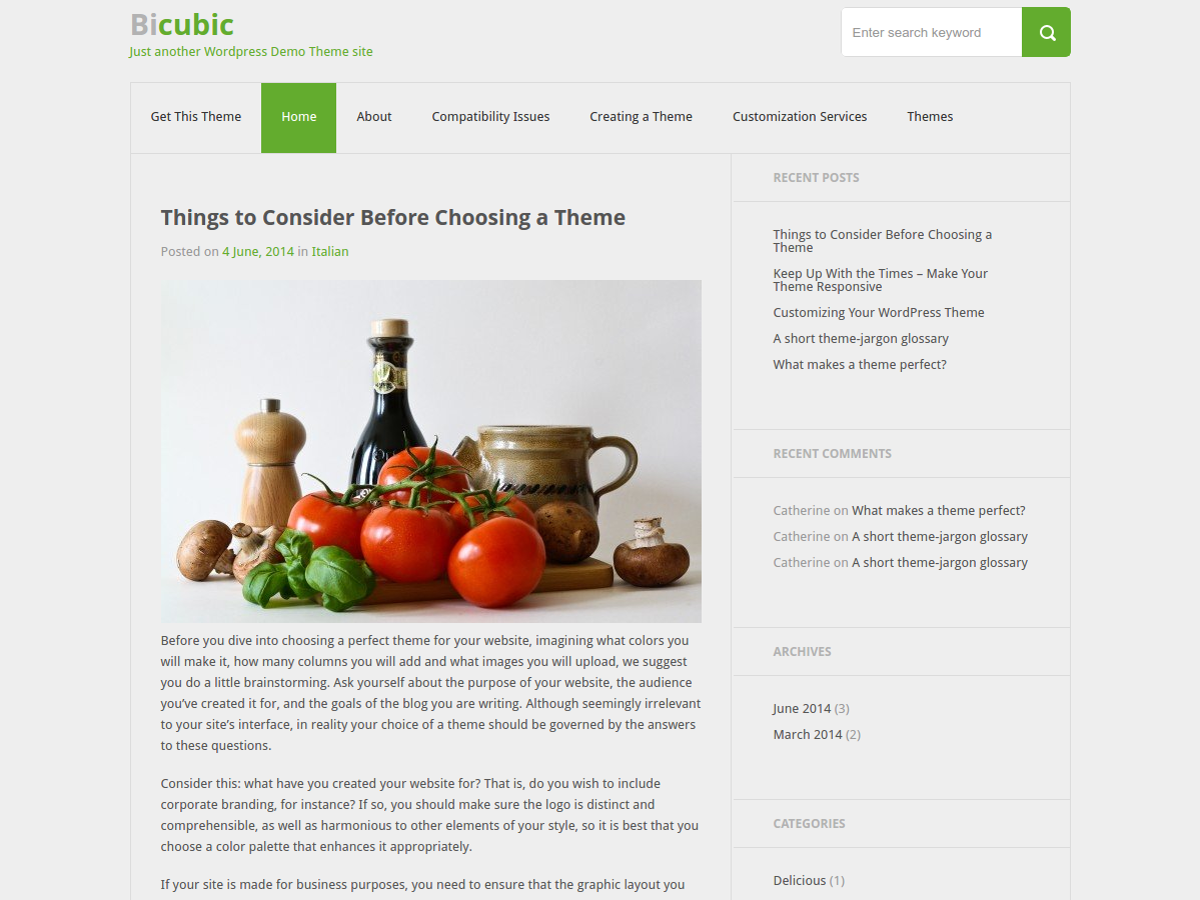 Bicubic
Just another Wordpress Demo Theme site
Enter search keyword
Get This Theme
Home
About
Compatibility Issues
Creating a Theme
Customization Services
Themes
Things to Consider Before Choosing a Theme
Posted on 4 June, 2014 in Italian
Before you dive into choosing a perfect theme for your website, imagining what colors you
will make it, how many columns you will add and what images you will upload, we suggest
you do a little brainstorming. Ask yourself about the purpose of your website, the audience
you’ve created it for, and the goals of the blog you are writing. Although seemingly irrelevant
to your site’s interface, in reality your choice of a theme should be governed by the answers
to these questions.
Consider this: what have you created your website for? That is, do you wish to include
corporate branding, for instance? If so, you should make sure the logo is distinct and
comprehensible, as well as harmonious to other elements of your style, so it is best that you
choose a color palette that enhances it appropriately.
If your site is made for business purposes, you need to ensure that the graphic layout you
RECENT POSTS
Things to Consider Before Choosing a
Theme
Keep Up With the Times – Make Your
Theme Responsive
Customizing Your WordPress Theme
A short theme-jargon glossary
What makes a theme perfect?
RECENT COMMENTS
Catherine on What makes a theme perfect?
Catherine on A short theme-jargon glossary
Catherine on A short theme-jargon glossary
ARCHIVES
June 2014 (3)
March 2014 (2)
CATEGORIES
Delicious (1)